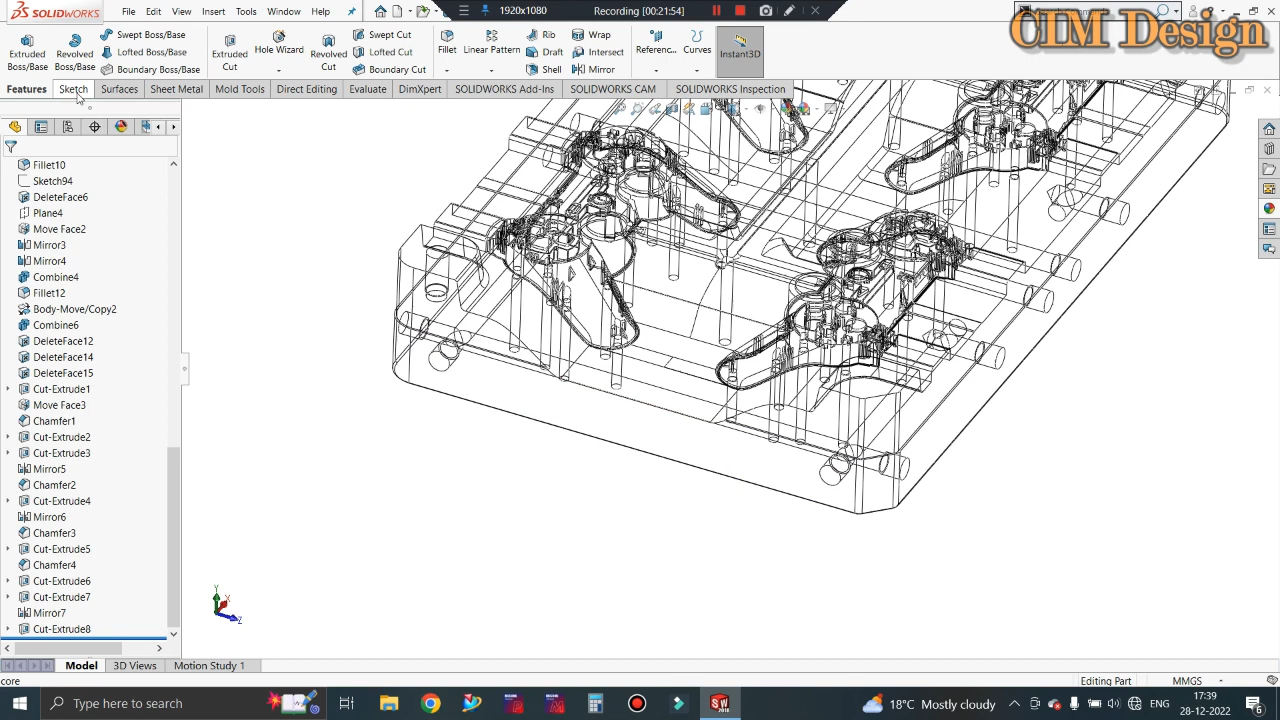 SOLIDWORKS
File
Edit
View
Insert
Tools
Window
Help
1920x1080
Recording [00:21:54]
CIM Design
Extruded Boss/Base
Revolved Boss/Base
Swept Boss/Base
Lofted Boss/Base
Boundary Boss/Base
Extruded Cut
Hole Wizard
Revolved Cut
Swept Cut
Lofted Cut
Boundary Cut
Fillet
Linear Pattern
Rib
Draft
Shell
Wrap
Intersect
Mirror
Referenc...
Curves
Instant3D
Features
Sketch
Surfaces
Sheet Metal
Mold Tools
Direct Editing
Evaluate
DimXpert
SOLIDWORKS Add-Ins
SOLIDWORKS CAM
SOLIDWORKS Inspection
Fillet10
Sketch94
DeleteFace6
Plane4
Move Face2
Mirror3
Mirror4
Combine4
Fillet12
Body-Move/Copy2
Combine6
DeleteFace12
DeleteFace14
DeleteFace15
Cut-Extrude1
Move Face3
Chamfer1
Cut-Extrude2
Cut-Extrude3
Mirror5
Chamfer2
Cut-Extrude4
Mirror6
Chamfer3
Cut-Extrude5
Chamfer4
Cut-Extrude6
Cut-Extrude7
Mirror7
Cut-Extrude8
Y
X
Z
Model
3D Views
Motion Study 1
core
Editing Part
MMGS
Type here to search
SW
2018
18°C Mostly cloudy
ENG
17:39
28-12-2022
6